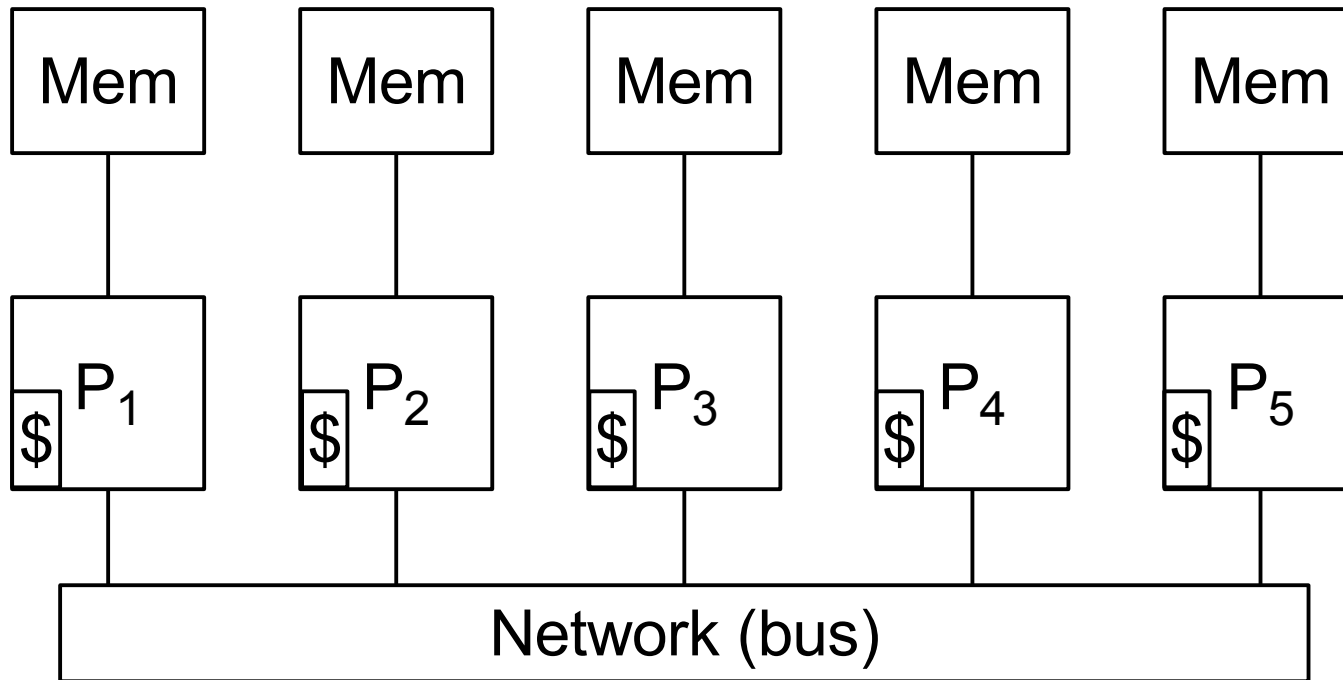 Mem Mem Mem Mem Mem
P₁ P₂ P₃ P₄ P₅
$ $ $ $ $
Network (bus)